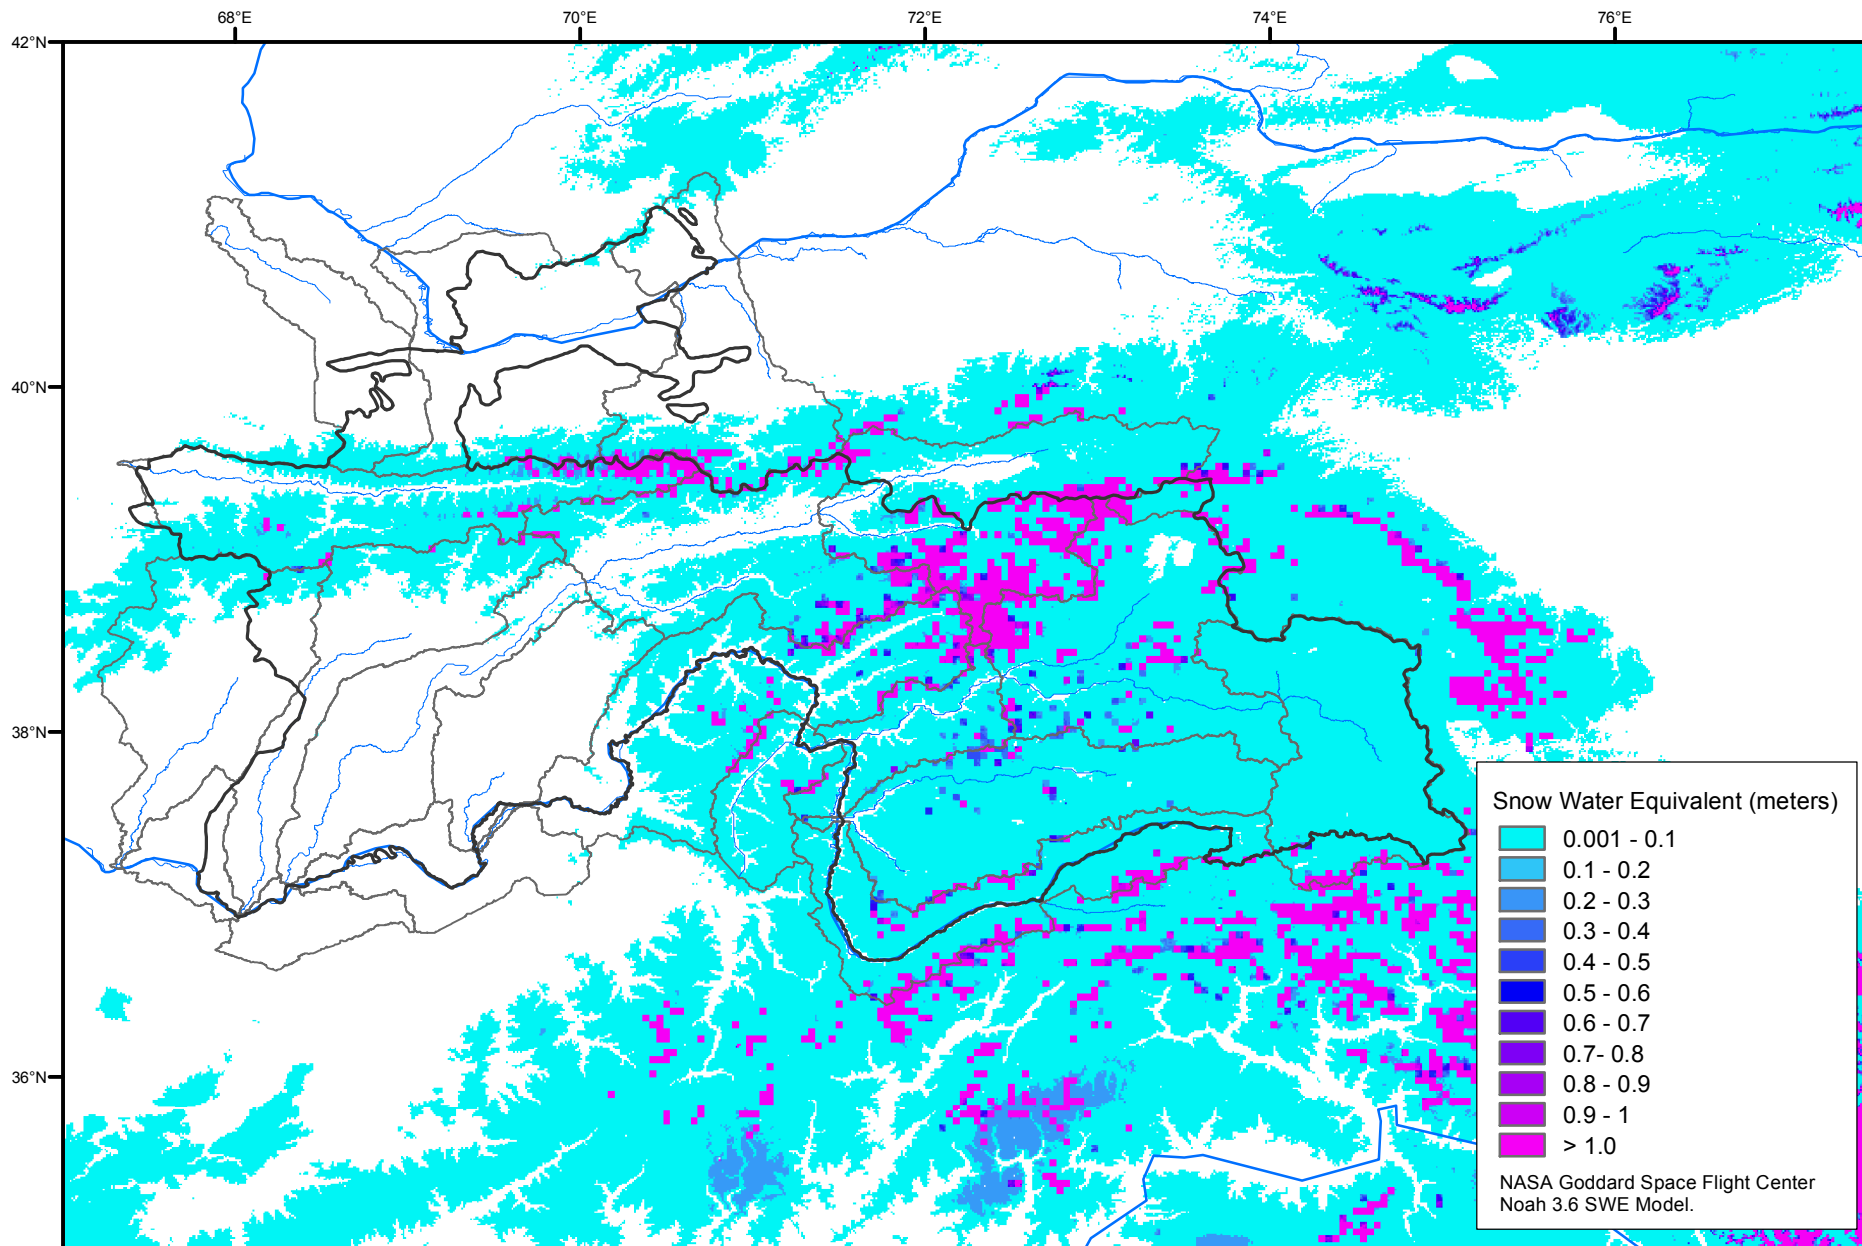 68°E 70°E 72°E 74°E 76°E
42°N
40°N
38°N
36°N
Snow Water Equivalent (meters)
0.001 - 0.1
0.1 - 0.2
0.2 - 0.3
0.3 - 0.4
0.4 - 0.5
0.5 - 0.6
0.6 - 0.7
0.7- 0.8
0.8 - 0.9
0.9 - 1
> 1.0
NASA Goddard Space Flight Center
Noah 3.6 SWE Model.